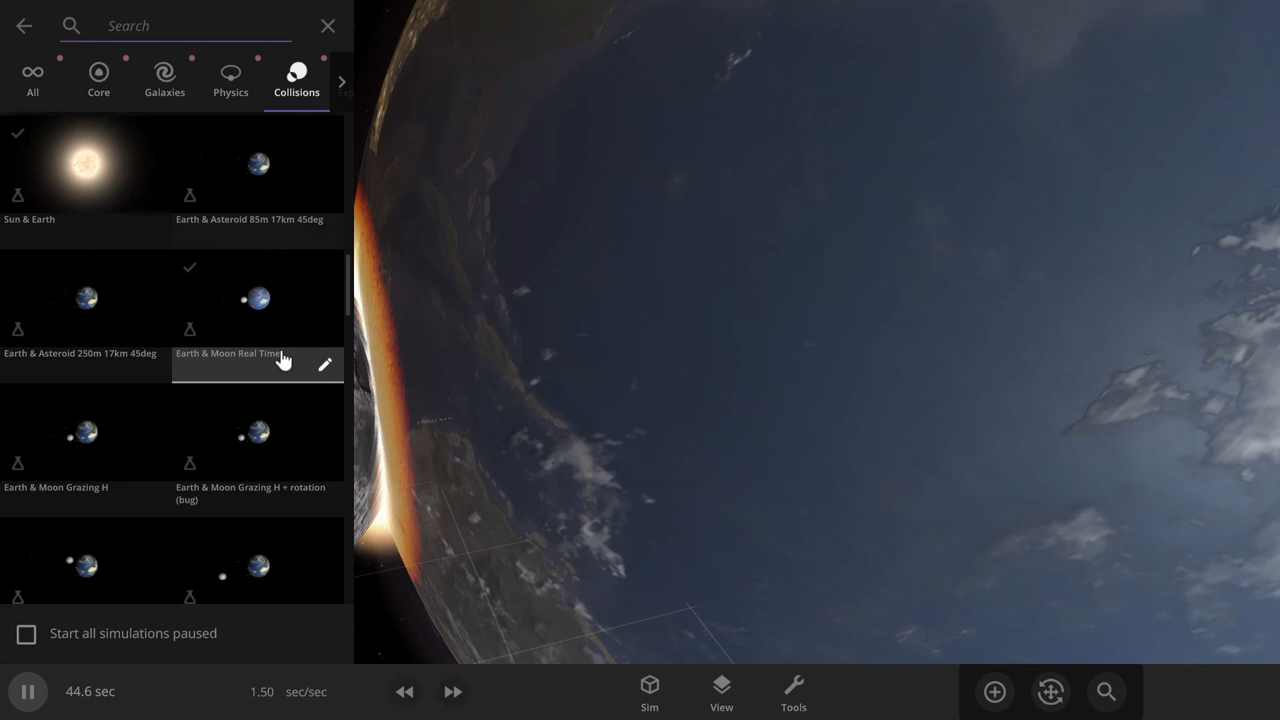 Search
All
Core
Galaxies
Physics
Collisions
Sun & Earth
Earth & Asteroid 85m 17km 45deg
Earth & Asteroid 250m 17km 45deg
Earth & Moon Real Time
Earth & Moon Grazing H
Earth & Moon Grazing H + rotation
(bug)
Start all simulations paused
44.6 sec
1.50 sec/sec
Sim
View
Tools